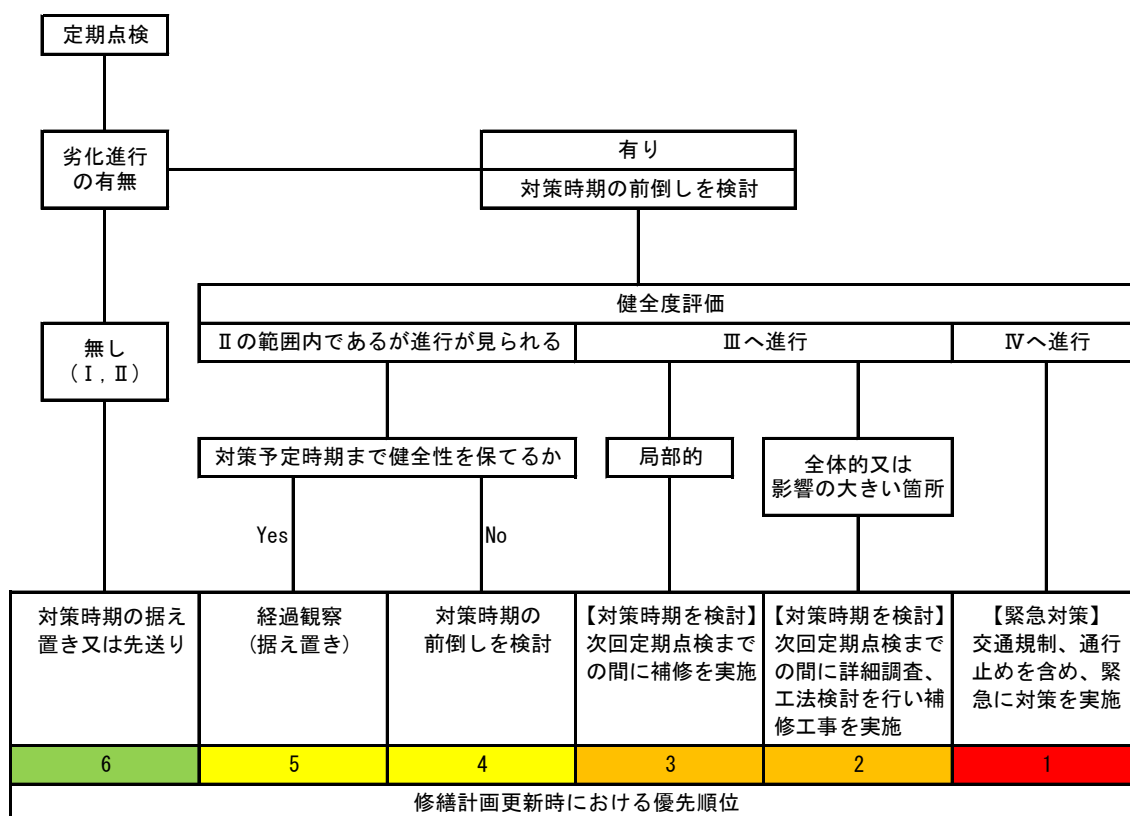 定期点検
劣化進行
の有無
有り
対策時期の前倒しを検討
健全度評価
Ⅱの範囲内であるが進行が見られる
Ⅲへ進行
Ⅳへ進行
無し
(Ⅰ,Ⅱ)
対策予定時期まで健全性を保てるか
局部的
全体的又は
影響の大きい箇所
Yes
No
対策時期の据え
置き又は先送り
経過観察
(据え置き)
対策時期の
前倒しを検討
【対策時期を検討】
次回定期点検まで
の間に補修を実施
【対策時期を検討】
次回定期点検まで
の間に詳細調査、
工法検討を行い補
修工事を実施
【緊急対策】
交通規制、通行
止めを含め、緊
急に対策を実施
6
5
4
3
2
1
修繕計画更新時における優先順位